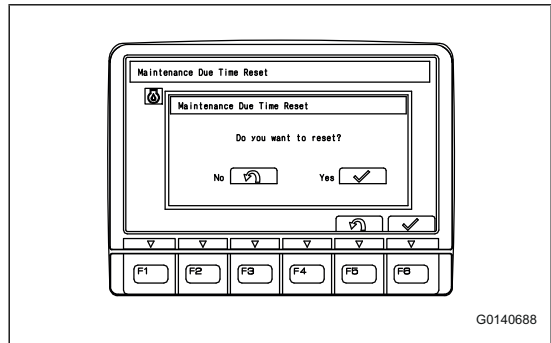 Maintenance Due Time Reset
Maintenance Due Time Reset
Do you want to reset?
No Yes
F1 F2 F3 F4 F5 F6
G0140688